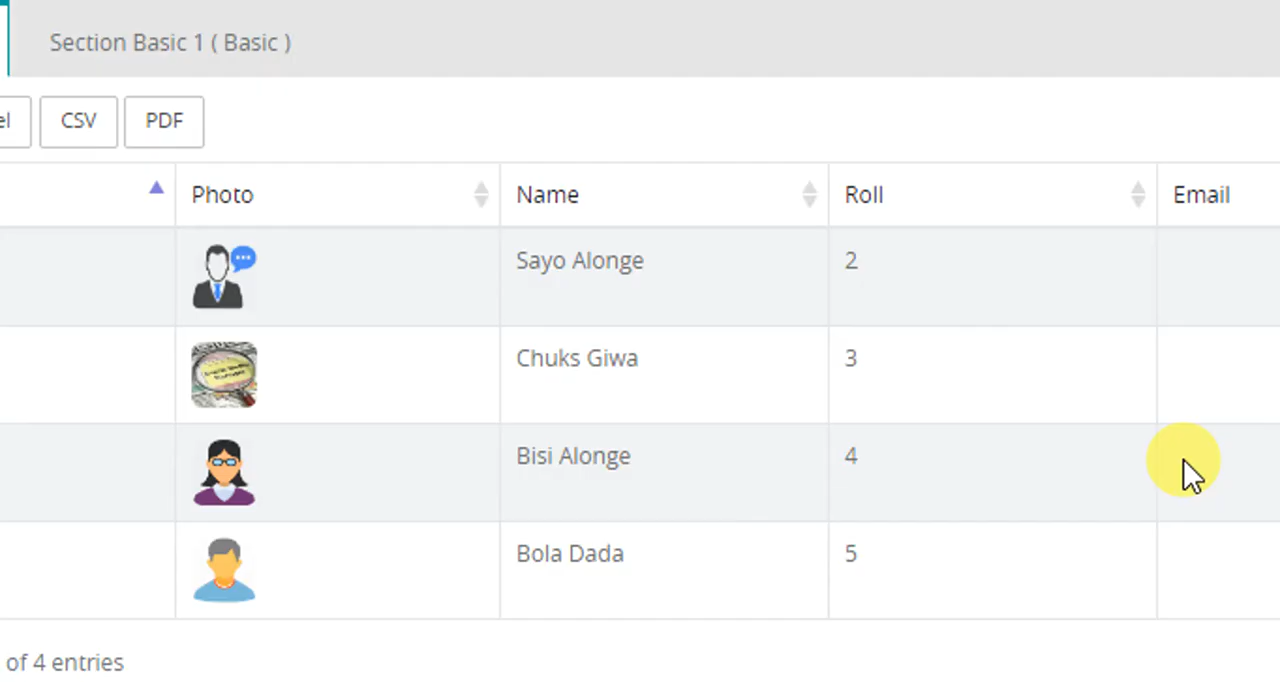 Section Basic 1 ( Basic )
el CSV PDF
Photo Name Roll Email
Sayo Alonge 2
Chuks Giwa 3
Bisi Alonge 4
Bola Dada 5
of 4 entries